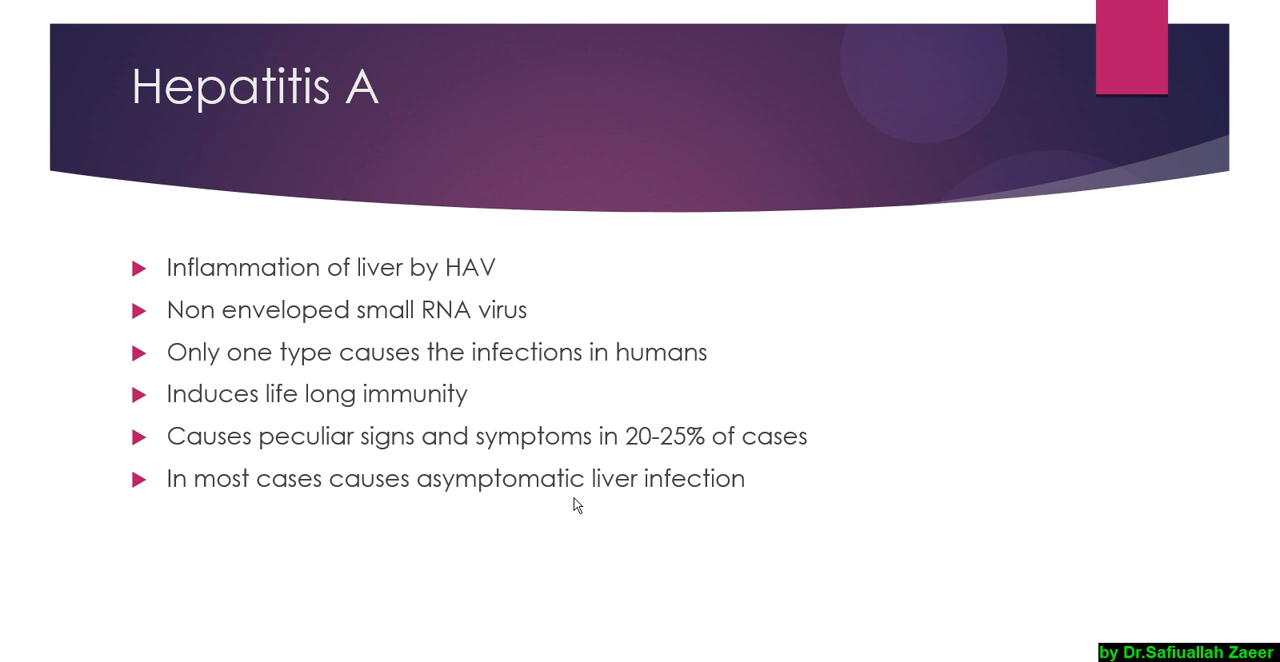 Hepatitis A
Inflammation of liver by HAV
Non enveloped small RNA virus
Only one type causes the infections in humans
Induces life long immunity
Causes peculiar signs and symptoms in 20-25% of cases
In most cases causes asymptomatic liver infection
by Dr.Safiuallah Zaeer